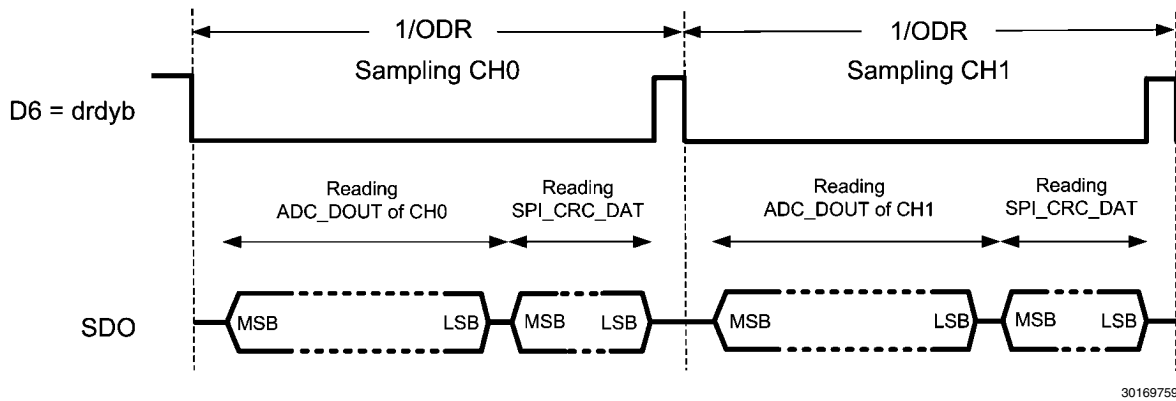 1/ODR
1/ODR
Sampling CH0
Sampling CH1
D6 = drdyb
Reading
ADC_DOUT of CH0
Reading
SPI_CRC_DAT
Reading
ADC_DOUT of CH1
Reading
SPI_CRC_DAT
SDO
MSB
LSB
MSB
LSB
MSB
LSB
MSB
LSB
30169759